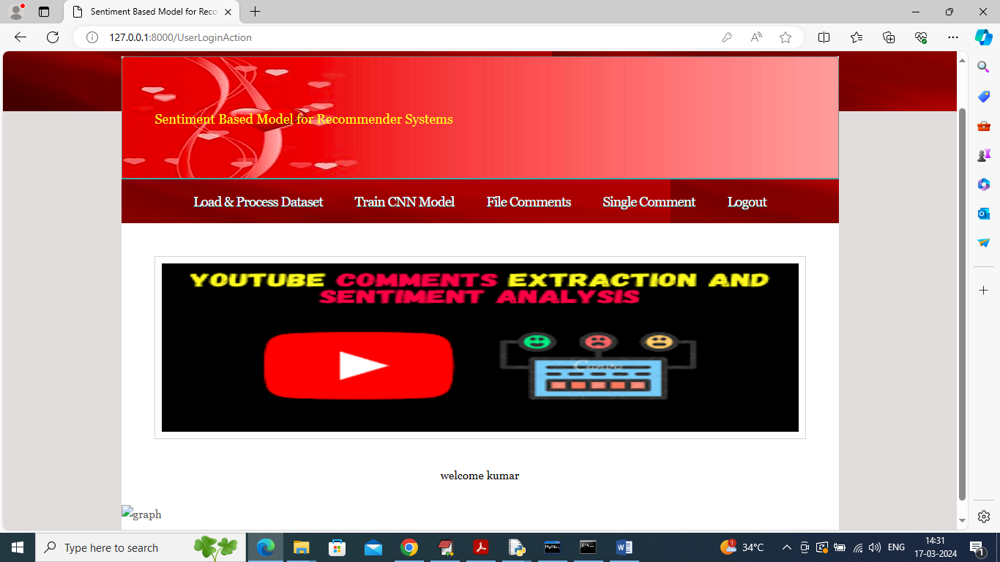 Sentiment Based Model for Reco
127.0.0.1:8000/UserLoginAction
Sentiment Based Model for Recommender Systems
Load & Process Dataset Train CNN Model File Comments Single Comment Logout
YOUTUBE COMMENTS EXTRACTION AND
SENTIMENT ANALYSIS
welcome kumar
graph
Type here to search
34°C
ENG
14:31
17-03-2024
1